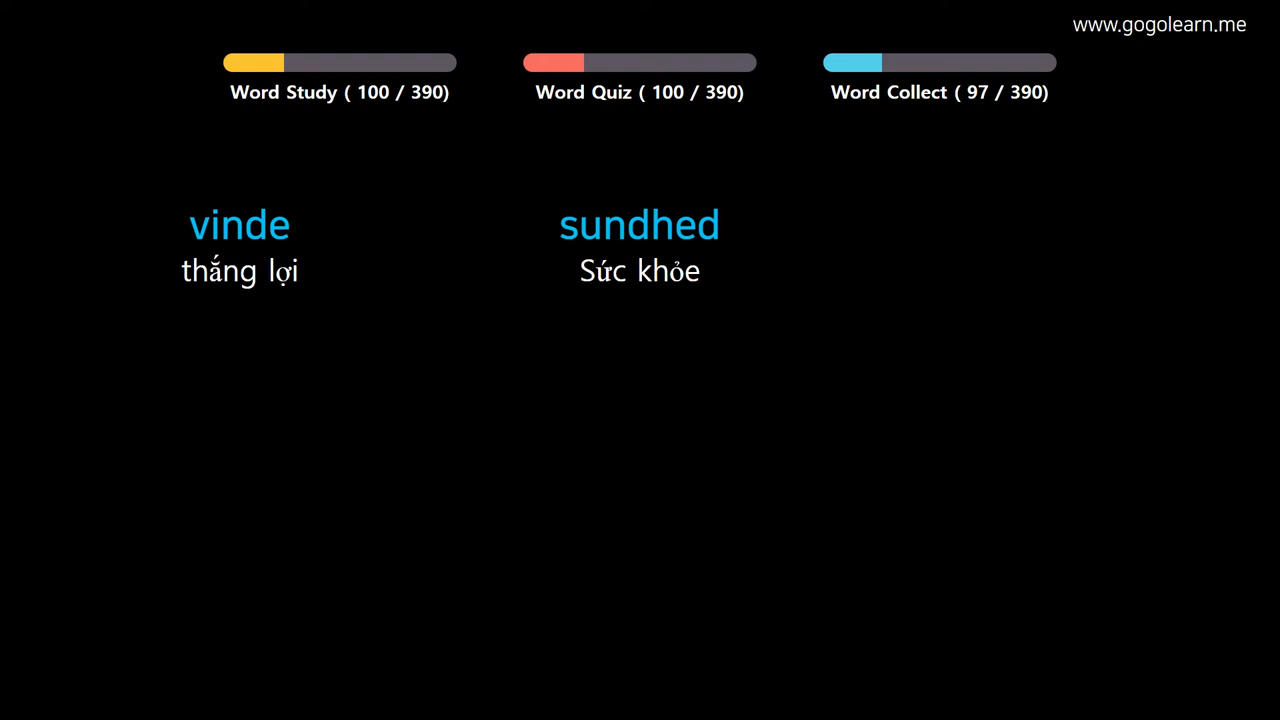 www.gogolearn.me
Word Study ( 100 / 390)
Word Quiz ( 100 / 390)
Word Collect ( 97 / 390)
vinde
thắng lợi
sundhed
Sức khỏe